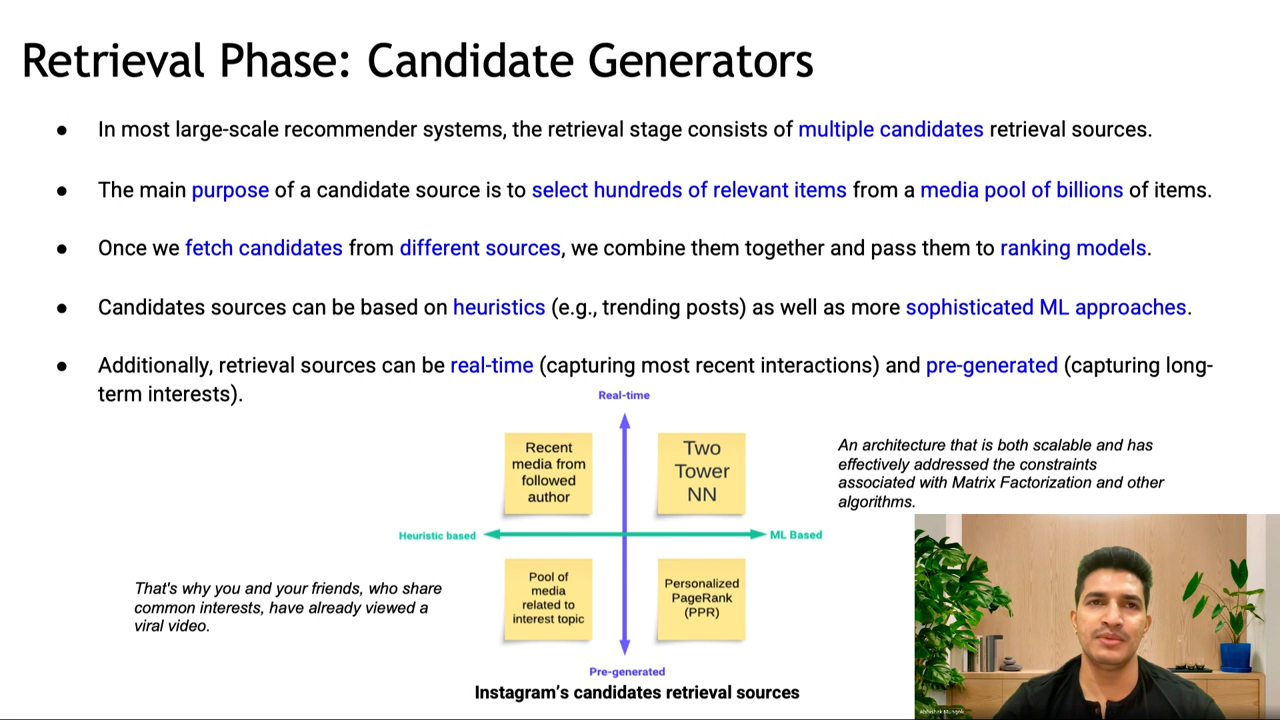 Retrieval Phase: Candidate Generators
● In most large-scale recommender systems, the retrieval stage consists of multiple candidates retrieval sources.
● The main purpose of a candidate source is to select hundreds of relevant items from a media pool of billions of items.
● Once we fetch candidates from different sources, we combine them together and pass them to ranking models.
● Candidates sources can be based on heuristics (e.g., trending posts) as well as more sophisticated ML approaches.
● Additionally, retrieval sources can be real-time (capturing most recent interactions) and pre-generated (capturing long-
term interests).
Real-time
Recent
media from
followed
author
Two
Tower
NN
An architecture that is both scalable and has
effectively addressed the constraints
associated with Matrix Factorization and other
algorithms.
Heuristic based
ML Based
That's why you and your friends, who share
common interests, have already viewed a
viral video.
Pool of
media
related to
interest topic
Personalized
PageRank
(PPR)
Pre-generated
Instagram's candidates retrieval sources